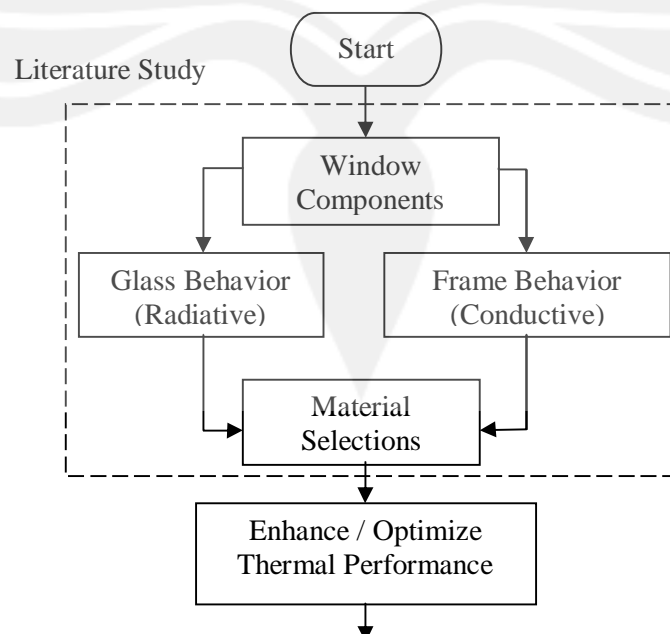 Start
Literature Study
Window
Components
Glass Behavior
(Radiative)
Frame Behavior
(Conductive)
Material
Selections
Enhance / Optimize
Thermal Performance